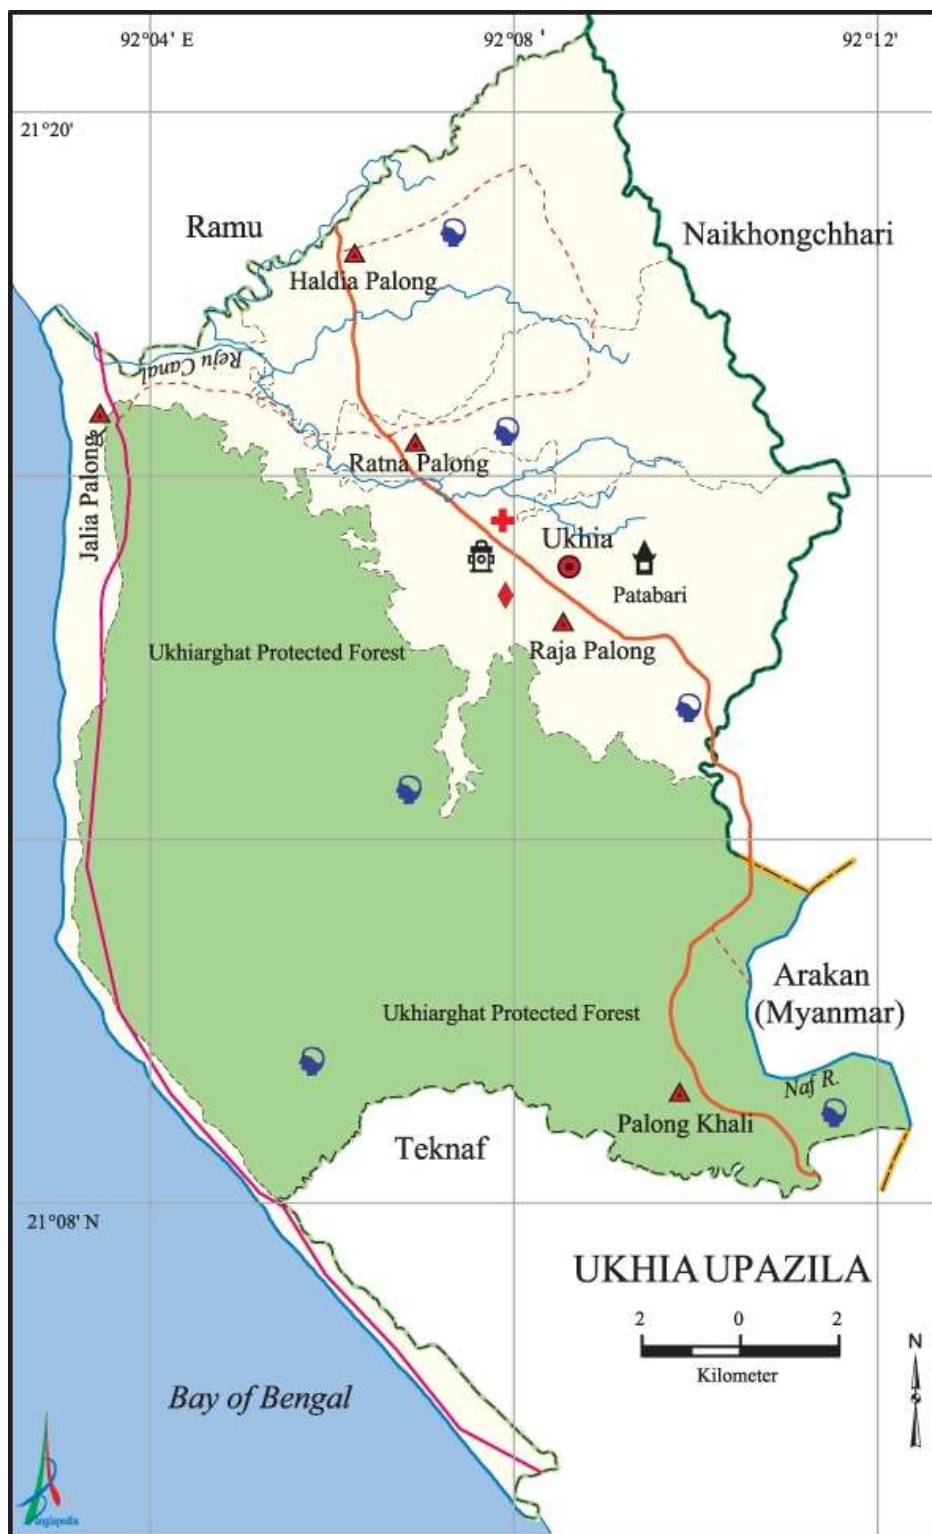 92°04' E
92°08'
92°12'
21°20'
Ramu
Naikhongchhari
Haldia Palong
Reju Canal
Jalia Palong
Ratna Palong
Ukhia
Patabari
Raja Palong
Ukhiarghat Protected Forest
Arakan
(Myanmar)
Ukhiarghat Protected Forest
Naf R.
Palong Khali
Teknaf
21°08' N
UKHIA UPAZILA
2 0 2
Kilometer
N
Bay of Bengal
anglapedia